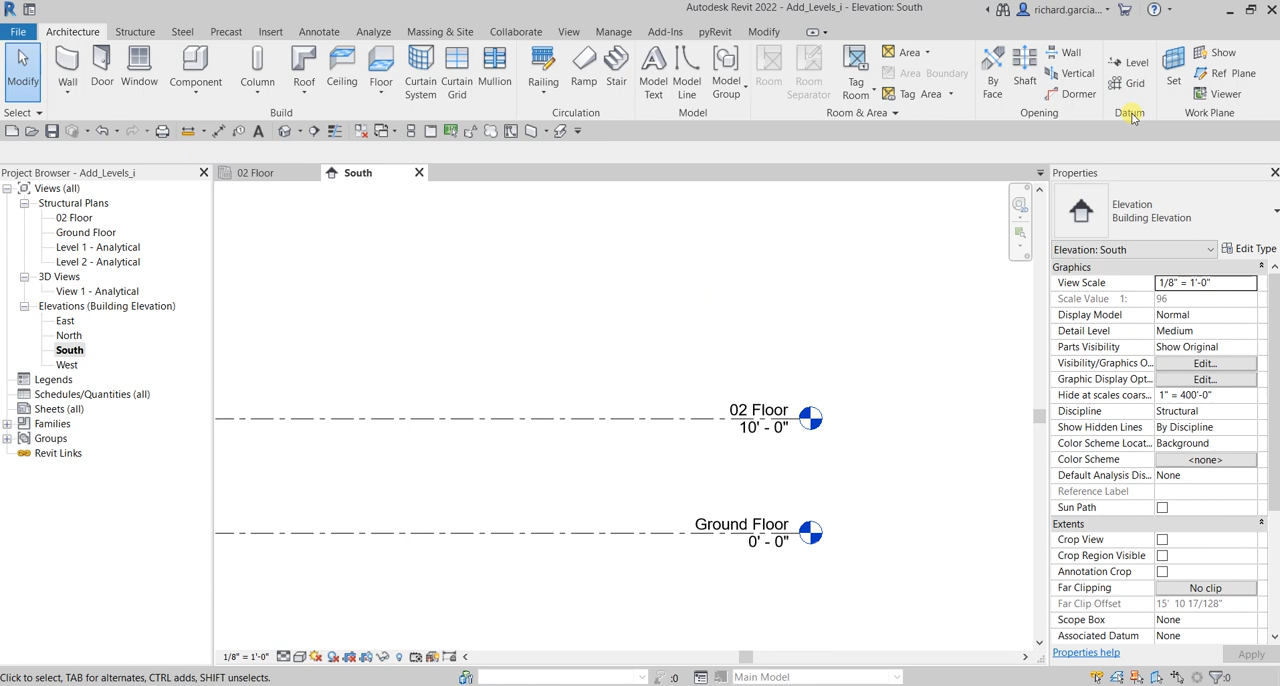 Autodesk Revit 2022 - Add_Levels_i - Elevation: South
richard.garcia...
File Architecture Structure Steel Precast Insert Annotate Analyze Massing & Site Collaborate View Manage Add-Ins pyRevit Modify
Modify Wall Door Window Component Column Roof Ceiling Floor Curtain System Curtain Grid Mullion Railing Ramp Stair Model Text Model Line Model Group Room Room Separator Tag Room
Area
Area Boundary
Tag Area
By Face Shaft
Wall
Vertical
Dormer
Level
Grid
Set
Show
Ref Plane
Viewer
Select Build Circulation Model Room & Area Opening Datum Work Plane
Project Browser - Add_Levels_i
02 Floor South
Properties
Views (all)
Structural Plans
02 Floor
Ground Floor
Level 1 - Analytical
Level 2 - Analytical
3D Views
View 1 - Analytical
Elevations (Building Elevation)
East
North
South
West
Legends
Schedules/Quantities (all)
Sheets (all)
Families
Groups
Revit Links
02 Floor
10' - 0"
Ground Floor
0' - 0"
Elevation
Building Elevation
Elevation: South Edit Type
Graphics
View Scale 1/8" = 1'-0"
Scale Value 1: 96
Display Model Normal
Detail Level Medium
Parts Visibility Show Original
Visibility/Graphics O... Edit...
Graphic Display Opt... Edit...
Hide at scales coars... 1" = 400'-0"
Discipline Structural
Show Hidden Lines By Discipline
Color Scheme Locat... Background
Color Scheme <none>
Default Analysis Dis... None
Reference Label
Sun Path
Extents
Crop View
Crop Region Visible
Annotation Crop
Far Clipping No clip
Far Clip Offset 15' 10 17/128"
Scope Box None
Associated Datum None
Properties help Apply
1/8" = 1'-0"
Click to select, TAB for alternates, CTRL adds, SHIFT unselects. :0 Main Model :0